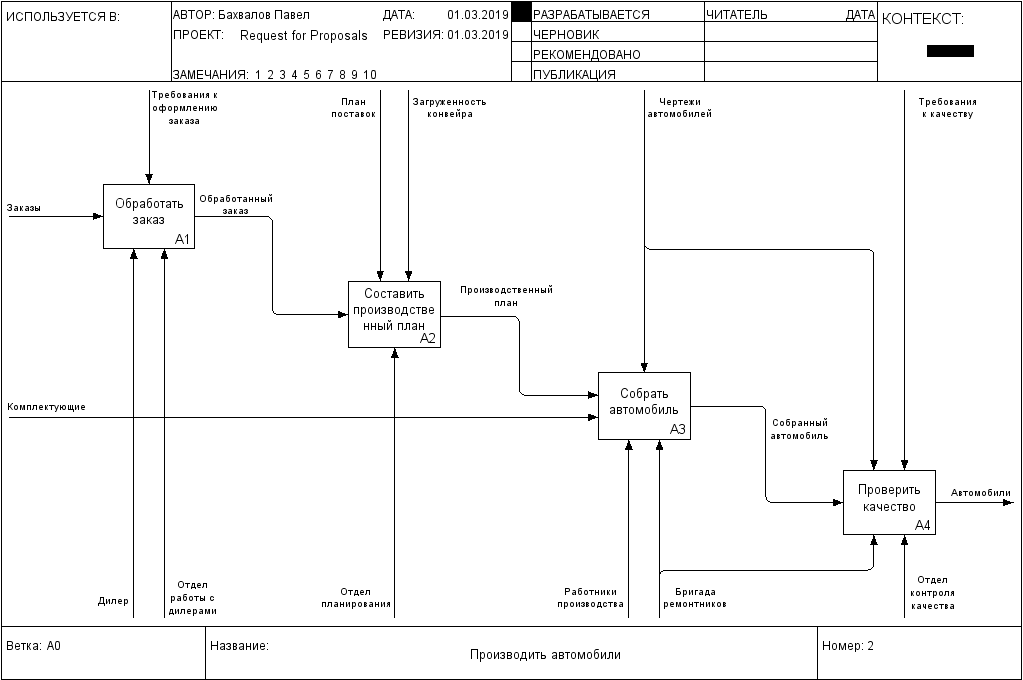 ИСПОЛЬЗУЕТСЯ В:
АВТОР: Бахвалов Павел
ДАТА: 01.03.2019
РАЗРАБАТЫВАЕТСЯ
ЧИТАТЕЛЬ
ДАТА
КОНТЕКСТ:
ПРОЕКТ: Request for Proposals
РЕВИЗИЯ: 01.03.2019
ЧЕРНОВИК
РЕКОМЕНДОВАНО
ЗАМЕЧАНИЯ: 1 2 3 4 5 6 7 8 9 10
ПУБЛИКАЦИЯ
Требования к
оформлению
заказа
План
поставок
Загруженность
конвейра
Чертежи
автомобилей
Требования
к качеству
Заказы
Обработать
заказ
A1
Обработанный
заказ
Составить
производстве
нный план
A2
Производственный
план
Комплектующие
Собрать
автомобиль
A3
Собранный
автомобиль
Проверить
качество
A4
Автомобили
Дилер
Отдел
работы с
дилерами
Отдел
планирования
Работники
производства
Бригада
ремонтников
Отдел
контроля
качества
Ветка: A0
Название:
Производить автомобили
Номер: 2